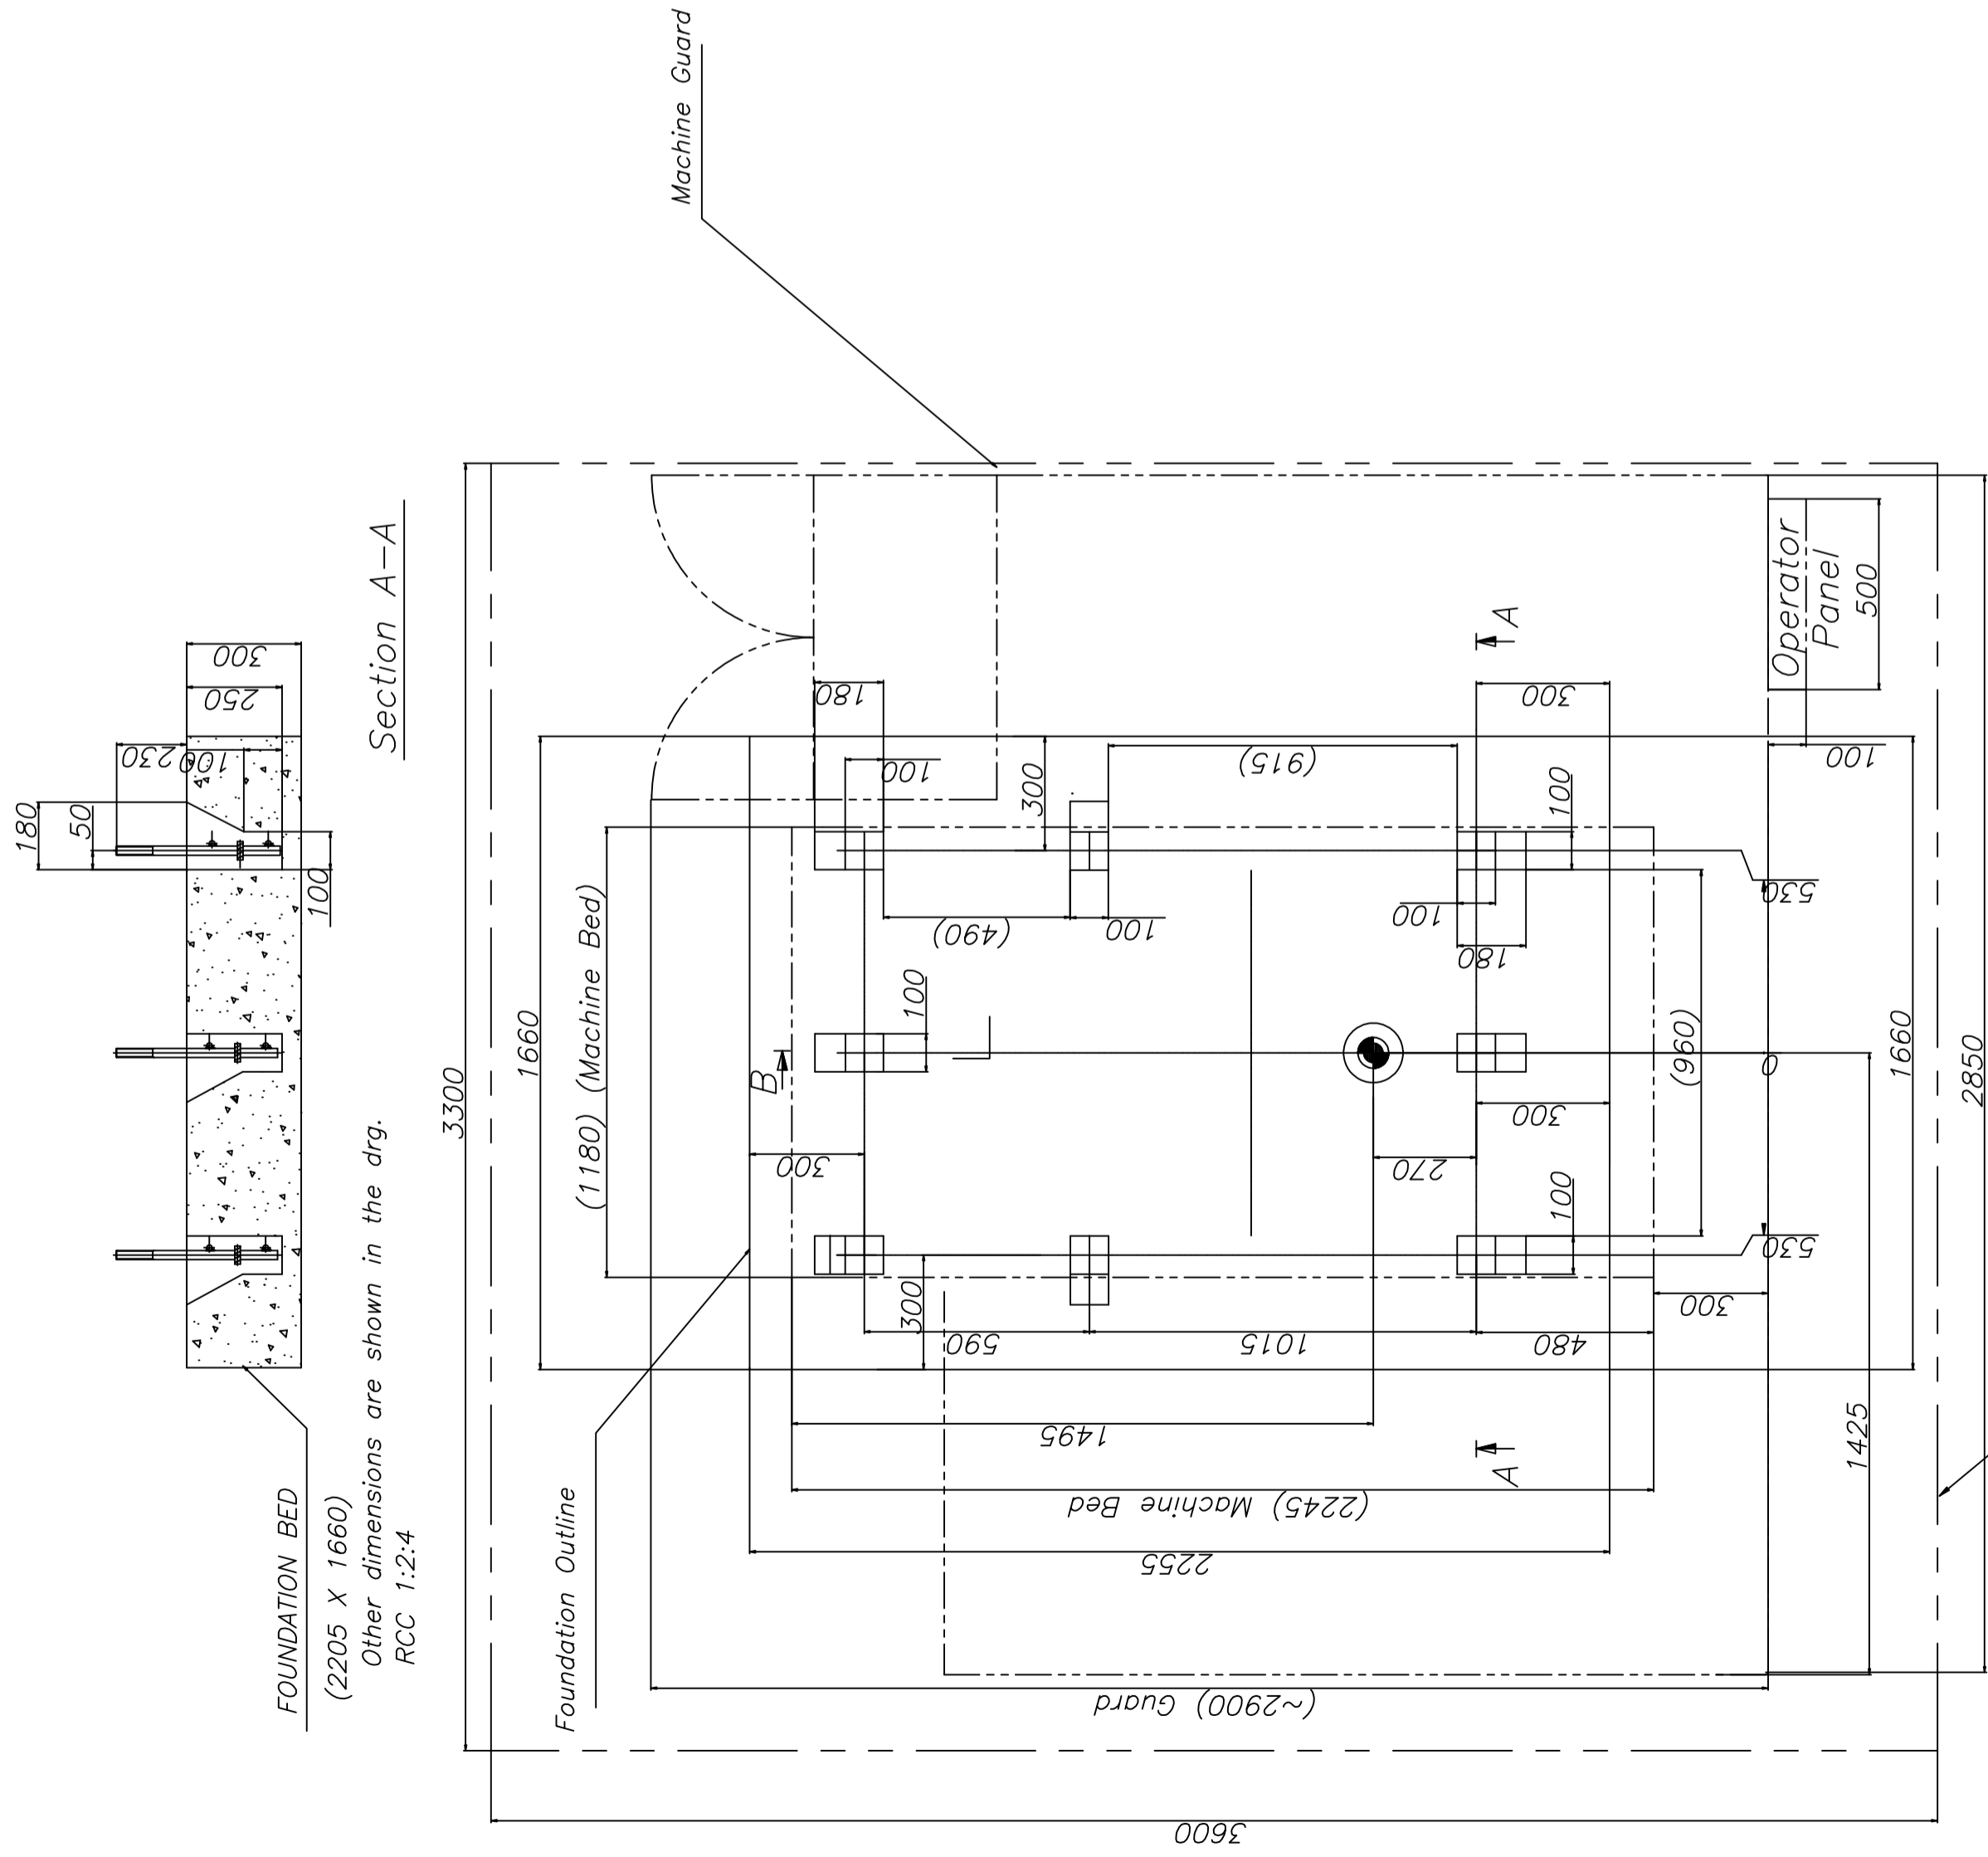 Machine Guard
Section A-A
300
250
230
100
180
50
100
FOUNDATION BED
(2205 X 1660)
Other dimensions are shown in the drg.
RCC 1:2:4
Foundation Outline
3300
1660
(1180) (Machine Bed)
180
100
300
(915)
A
300
Operator
Panel
500
100
100
(490)
100
100
180
530
100
B
(960)
0
1660
2850
300
270
300
100
530
300
590
1015
480
300
1495
A
1425
(2245) Machine Bed
2255
(~2900) Guard
3600